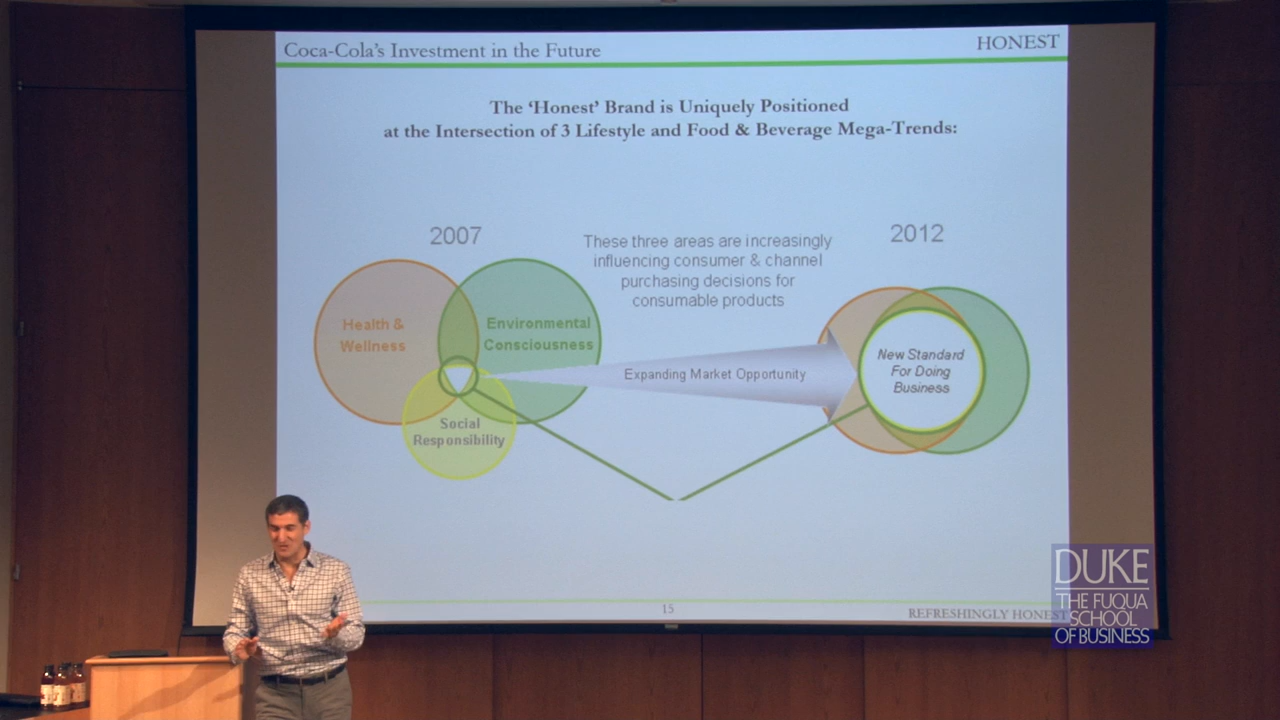 Coca-Cola's Investment in the Future
HONEST
The 'Honest' Brand is Uniquely Positioned
at the Intersection of 3 Lifestyle and Food & Beverage Mega-Trends:
2007
These three areas are increasingly
influencing consumer & channel
purchasing decisions for
consumable products
2012
Health &
Wellness
Environmental
Consciousness
Social
Responsibility
Expanding Market Opportunity
New Standard
For Doing
Business
15
REFRESHINGLY HONEST
DUKE
THE FUQUA
SCHOOL
OF BUSINESS